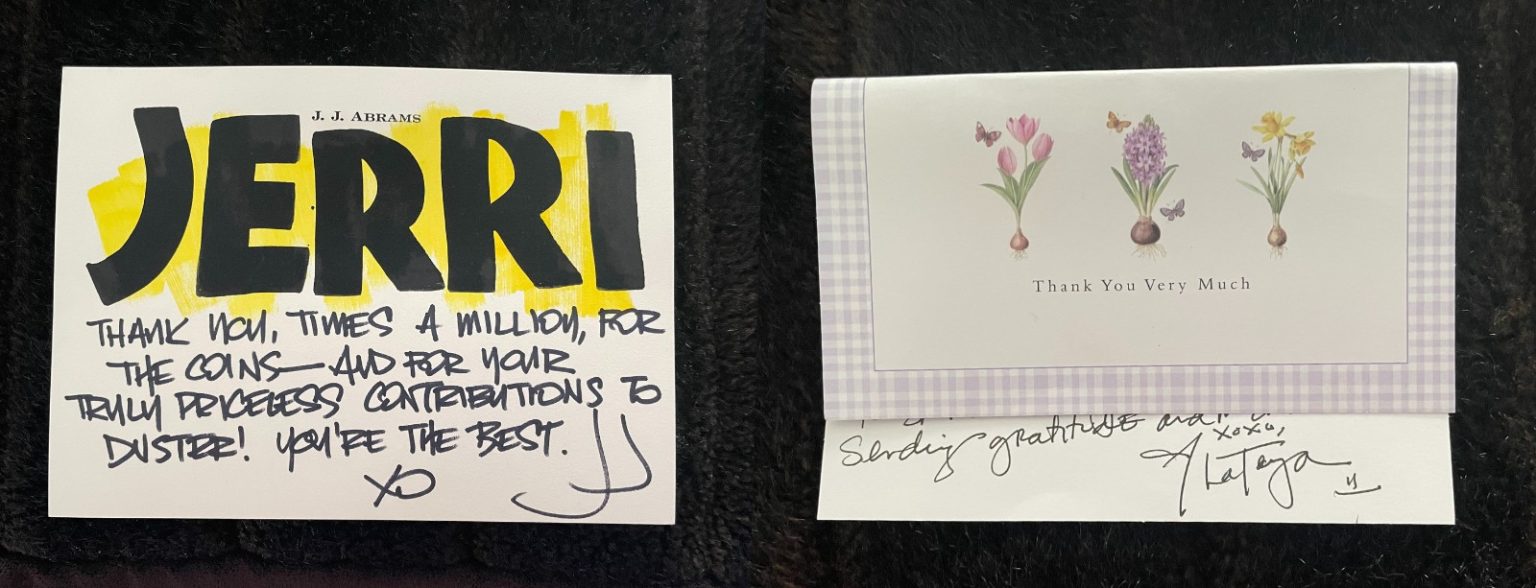 J. J. ABRAMS
JERRI
THANK YOU, TIMES A MILLION, FOR
THE COINS—AND FOR YOUR
TRULY PRICELESS CONTRIBUTIONS TO
DUSTER! YOU'RE THE BEST.
XO JJ
Thank You Very Much
Sending gratitude and
xoxo,
LaToya